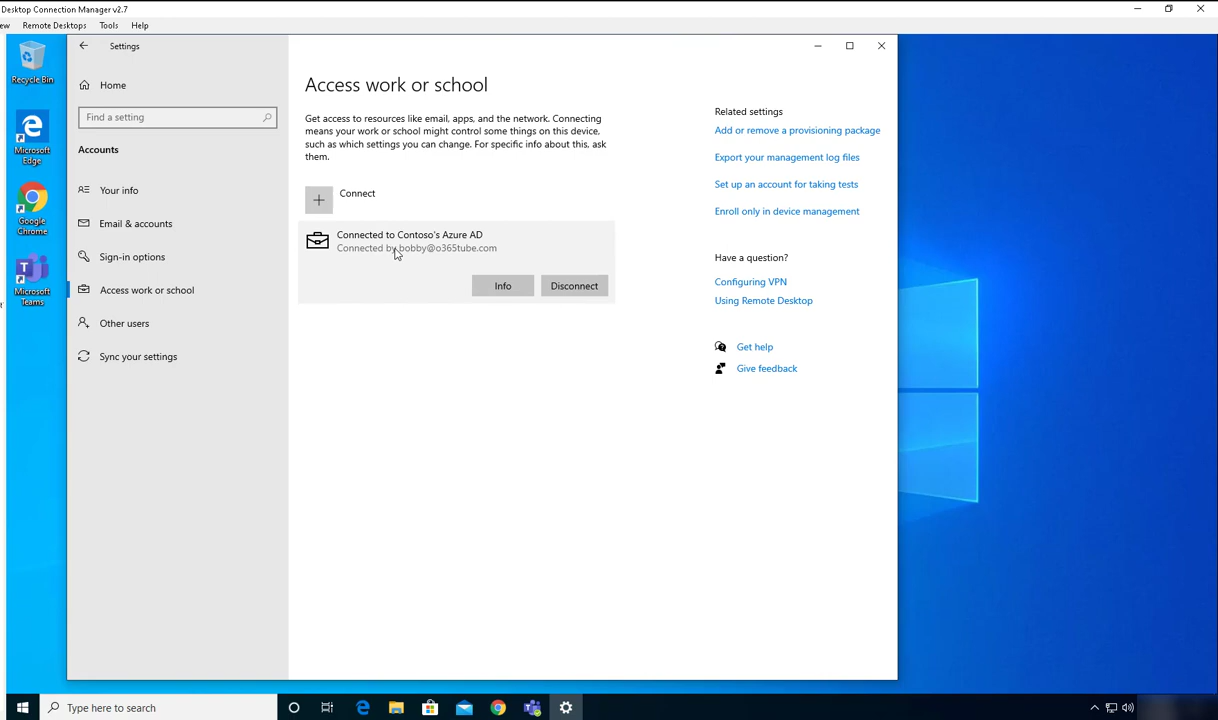 Desktop Connection Manager v2.7
ew Remote Desktops Tools Help
Recycle Bin
Microsoft
Edge
Google
Chrome
Microsoft
Teams
Settings
Home
Find a setting
Accounts
Your info
Email & accounts
Sign-in options
Access work or school
Other users
Sync your settings
Access work or school
Get access to resources like email, apps, and the network. Connecting
means your work or school might control some things on this device,
such as which settings you can change. For specific info about this, ask
them.
Connect
Connected to Contoso's Azure AD
Connected by bobby@o365tube.com
Info Disconnect
Related settings
Add or remove a provisioning package
Export your management log files
Set up an account for taking tests
Enroll only in device management
Have a question?
Configuring VPN
Using Remote Desktop
Get help
Give feedback
Type here to search